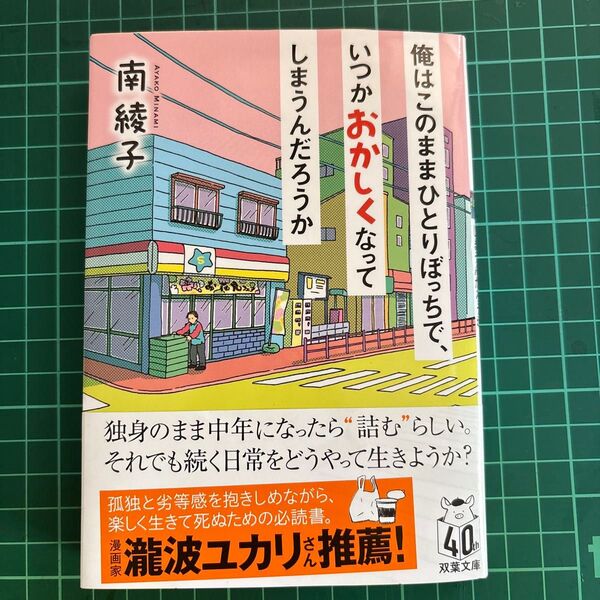 俺はこのままひとりぼっちで、
いつかおかしくなって
しまうんだろうか
南 綾子
AYAKO MINAMI
S
独身のまま中年になったら“詰む”らしい。
それでも続く日常をどうやって生きようか?
孤独と劣等感を抱きしめながら、
楽しく生きて死ぬための必読書。
漫画家 瀧波ユカリさん推薦!
40th
双葉文庫